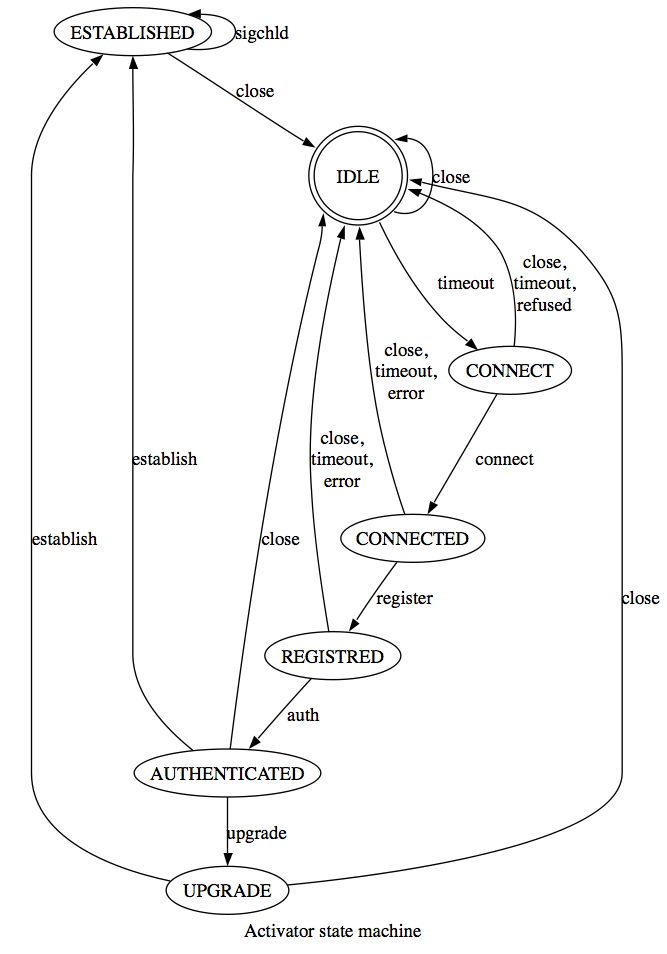 ESTABLISHED
sigchld
close
IDLE
close
timeout
close,
timeout,
refused
close,
timeout,
error
CONNECT
close,
timeout,
error
establish
connect
CONNECTED
establish
close
register
close
REGISTRED
auth
AUTHENTICATED
upgrade
UPGRADE
Activator state machine